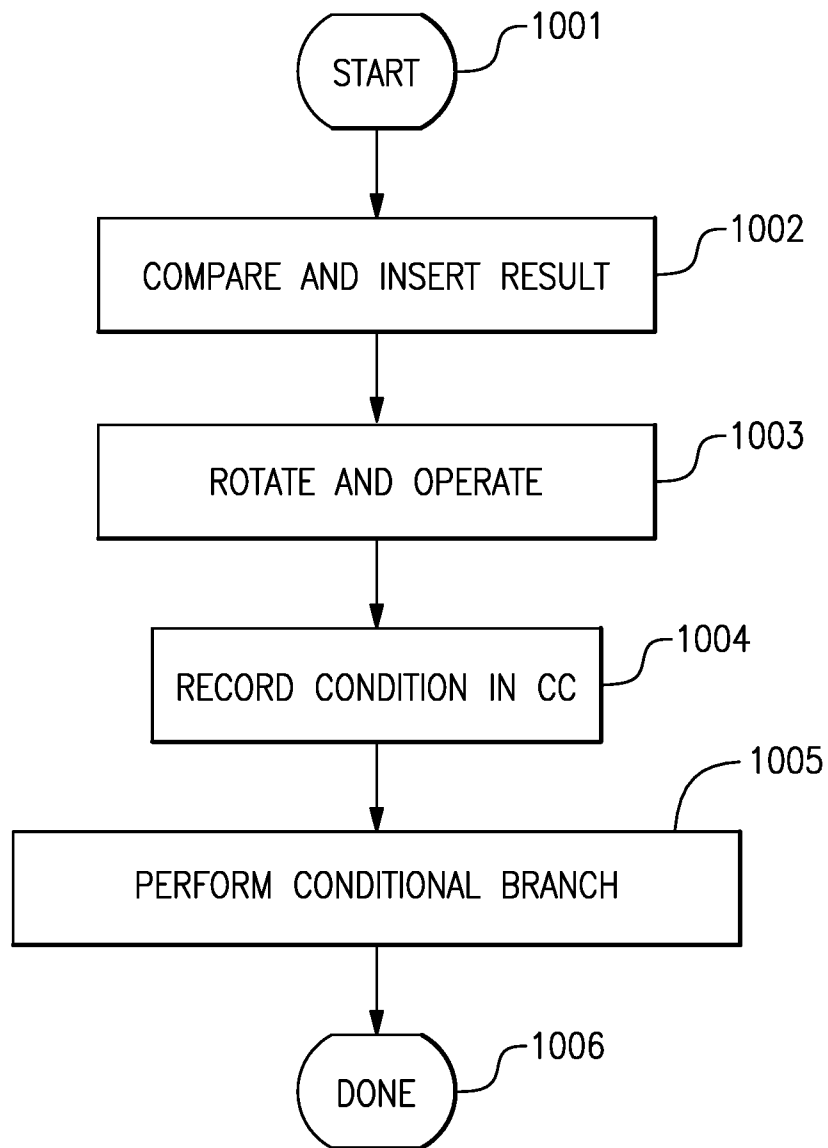 1001
START
1002
COMPARE AND INSERT RESULT
1003
ROTATE AND OPERATE
1004
RECORD CONDITION IN CC
1005
PERFORM CONDITIONAL BRANCH
1006
DONE